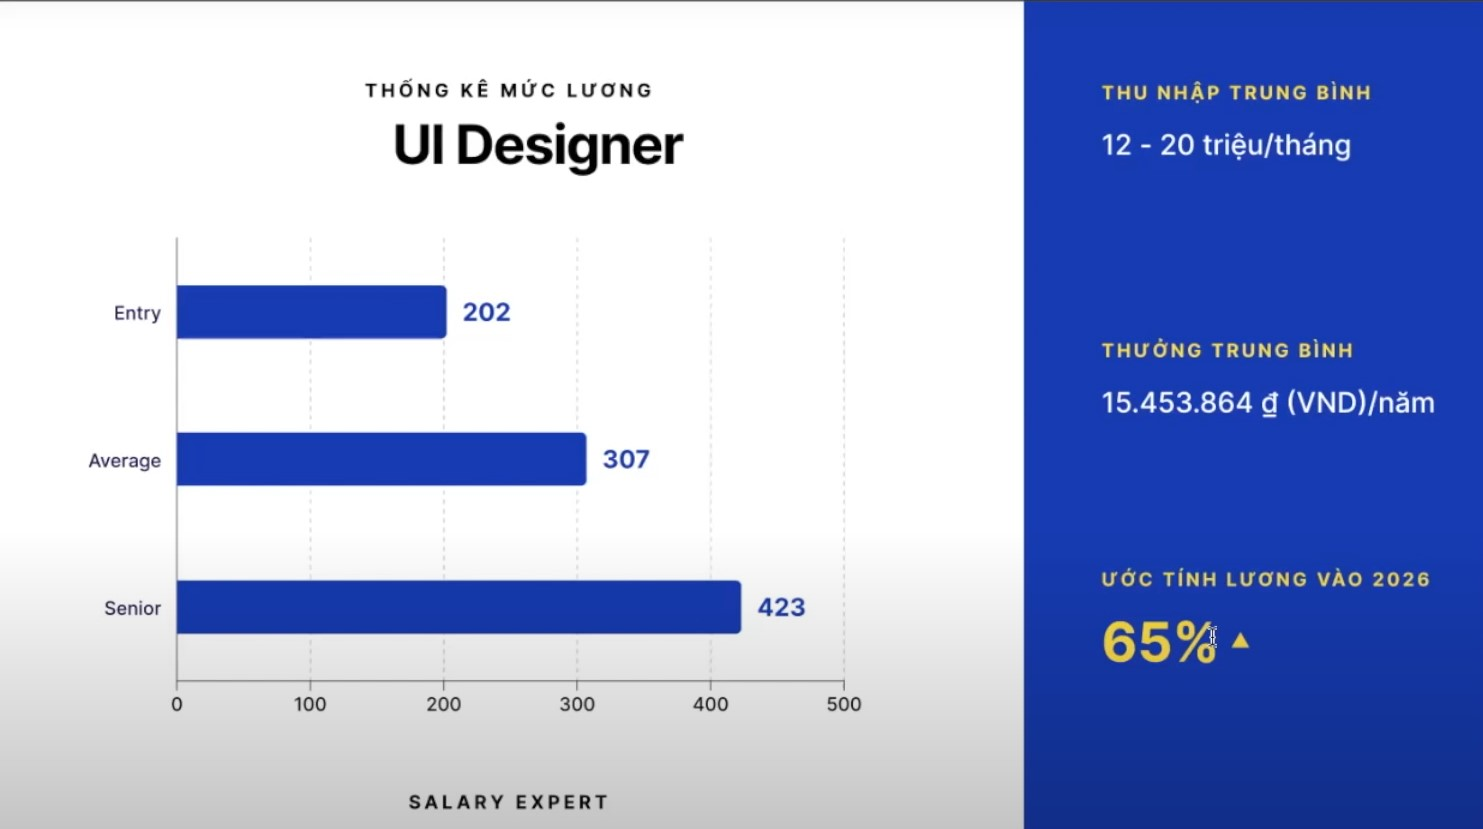 THỐNG KÊ MỨC LƯƠNG
UI Designer
Entry
202
Average
307
Senior
423
0 100 200 300 400 500
SALARY EXPERT
THU NHẬP TRUNG BÌNH
12 - 20 triệu/tháng
THƯỞNG TRUNG BÌNH
15.453.864 ₫ (VND)/năm
ƯỚC TÍNH LƯƠNG VÀO 2026
65% ▲